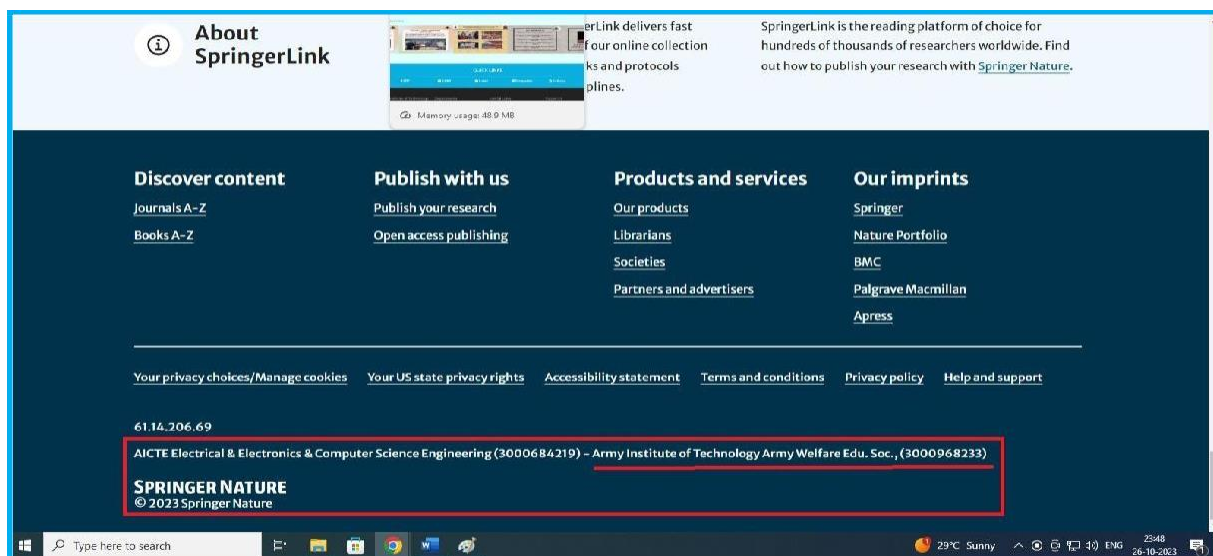 About
SpringerLink
erLink delivers fast
f our online collection
ks and protocols
plines.
SpringerLink is the reading platform of choice for
hundreds of thousands of researchers worldwide. Find
out how to publish your research with Springer Nature.
QUICK LINKS
Memory usage: 48.9 MB
Discover content
Journals A-Z
Books A-Z
Publish with us
Publish your research
Open access publishing
Products and services
Our products
Librarians
Societies
Partners and advertisers
Our imprints
Springer
Nature Portfolio
BMC
Palgrave Macmillan
Apress
Your privacy choices/Manage cookies Your US state privacy rights Accessibility statement Terms and conditions Privacy policy Help and support
61.14.206.69
AICTE Electrical & Electronics & Computer Science Engineering (3000684219) – Army Institute of Technology Army Welfare Edu. Soc., (3000968233)
SPRINGER NATURE
© 2023 Springer Nature
Type here to search
29°C Sunny
ENG
23:48
26-10-2023